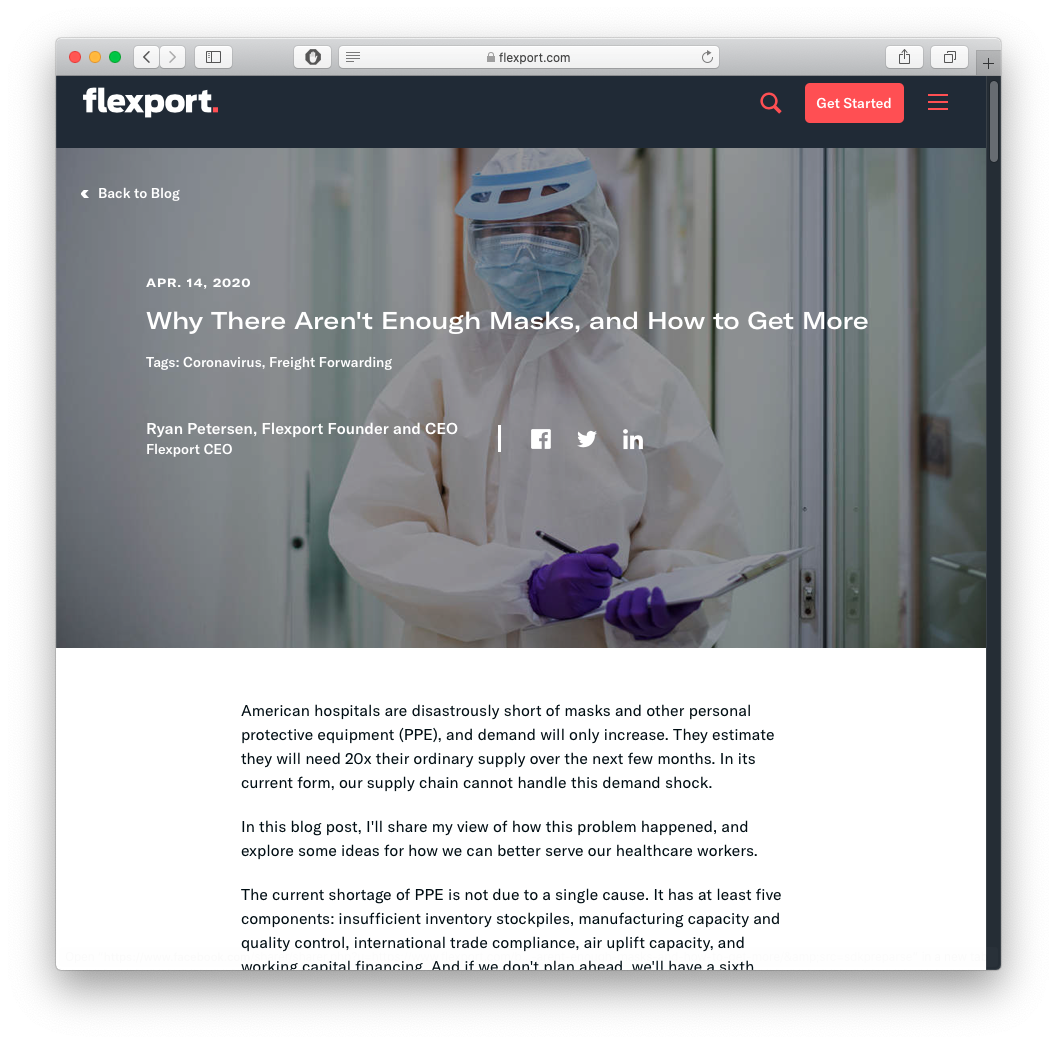 flexport.com
flexport.
Get Started
Back to Blog
APR. 14, 2020
Why There Aren't Enough Masks, and How to Get More
Tags: Coronavirus, Freight Forwarding
Ryan Petersen, Flexport Founder and CEO
Flexport CEO
American hospitals are disastrously short of masks and other personal
protective equipment (PPE), and demand will only increase. They estimate
they will need 20x their ordinary supply over the next few months. In its
current form, our supply chain cannot handle this demand shock.
In this blog post, I'll share my view of how this problem happened, and
explore some ideas for how we can better serve our healthcare workers.
The current shortage of PPE is not due to a single cause. It has at least five
components: insufficient inventory stockpiles, manufacturing capacity and
quality control, international trade compliance, air uplift capacity, and
working capital financing. And if we don't plan ahead, we'll have a sixth